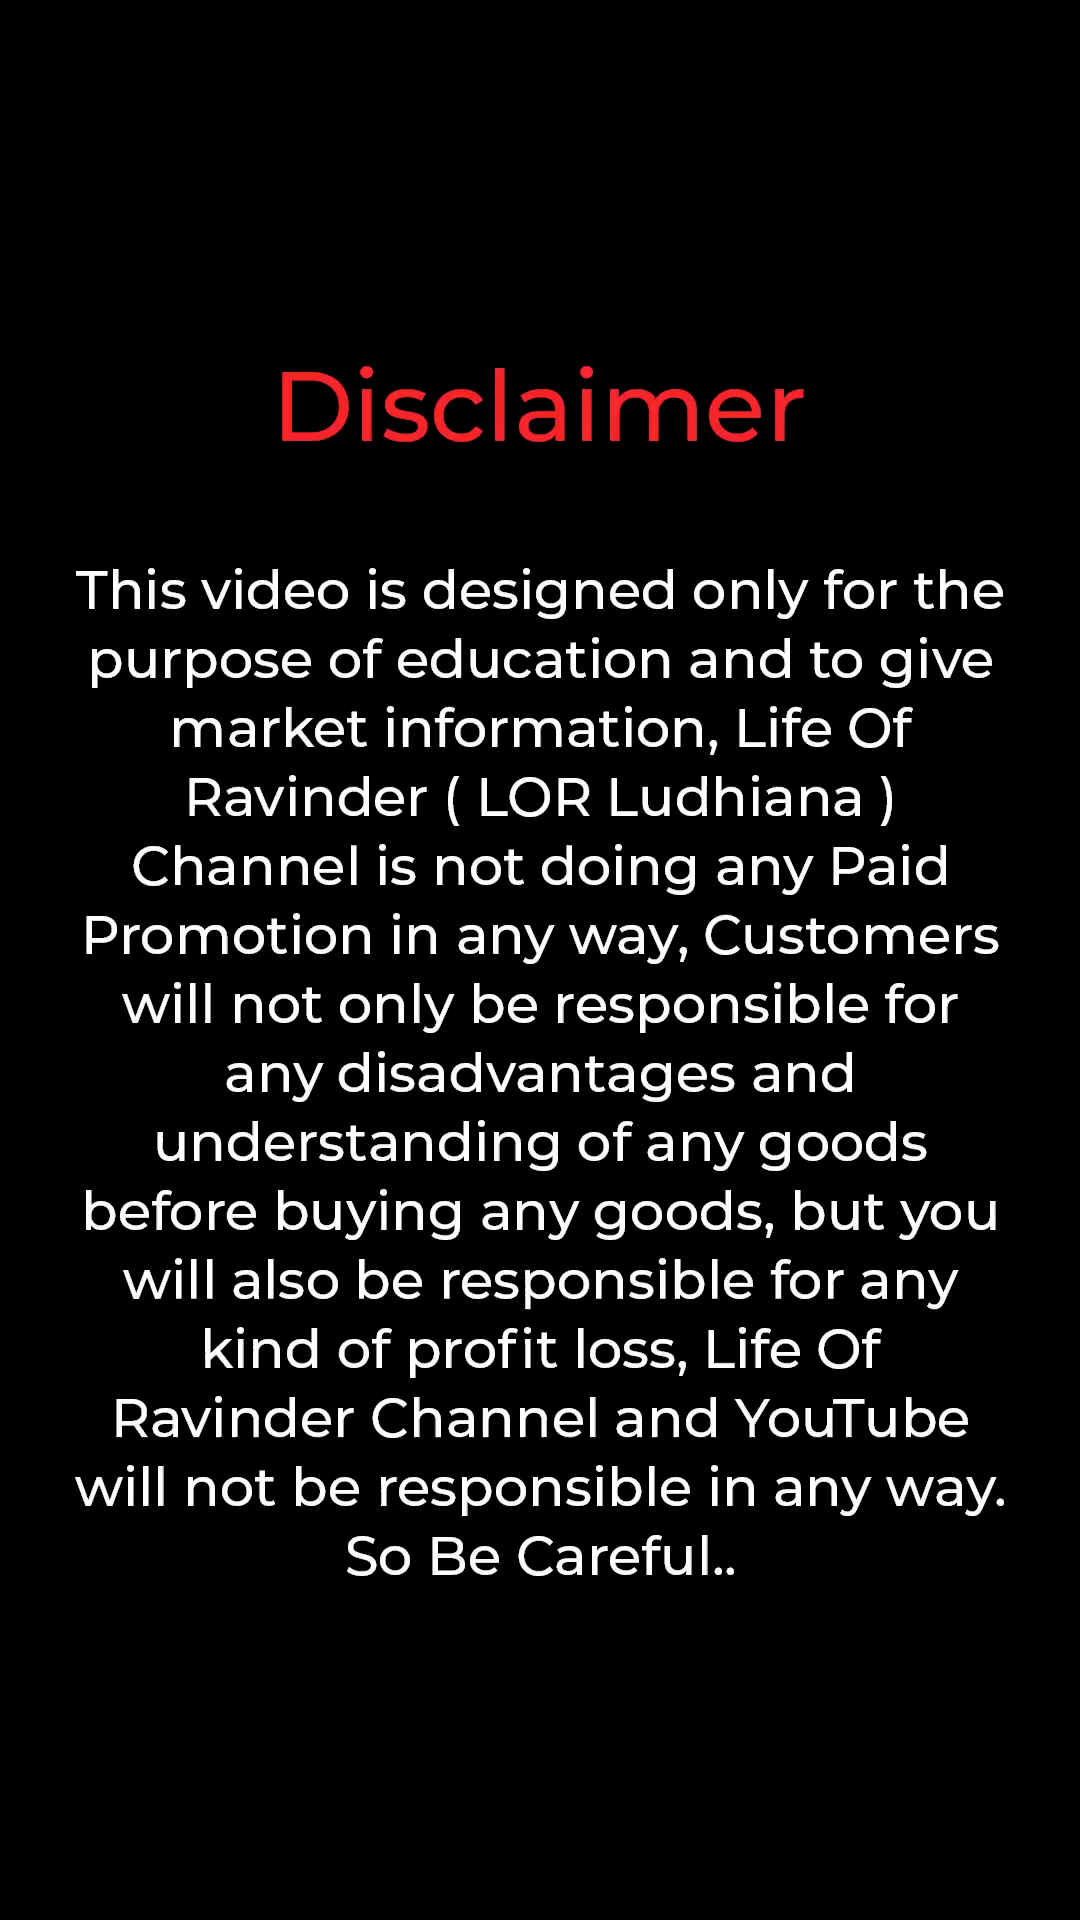 Disclaimer
This video is designed only for the
purpose of education and to give
market information, Life Of
Ravinder ( LOR Ludhiana )
Channel is not doing any Paid
Promotion in any way, Customers
will not only be responsible for
any disadvantages and
understanding of any goods
before buying any goods, but you
will also be responsible for any
kind of profit loss, Life Of
Ravinder Channel and YouTube
will not be responsible in any way.
So Be Careful..